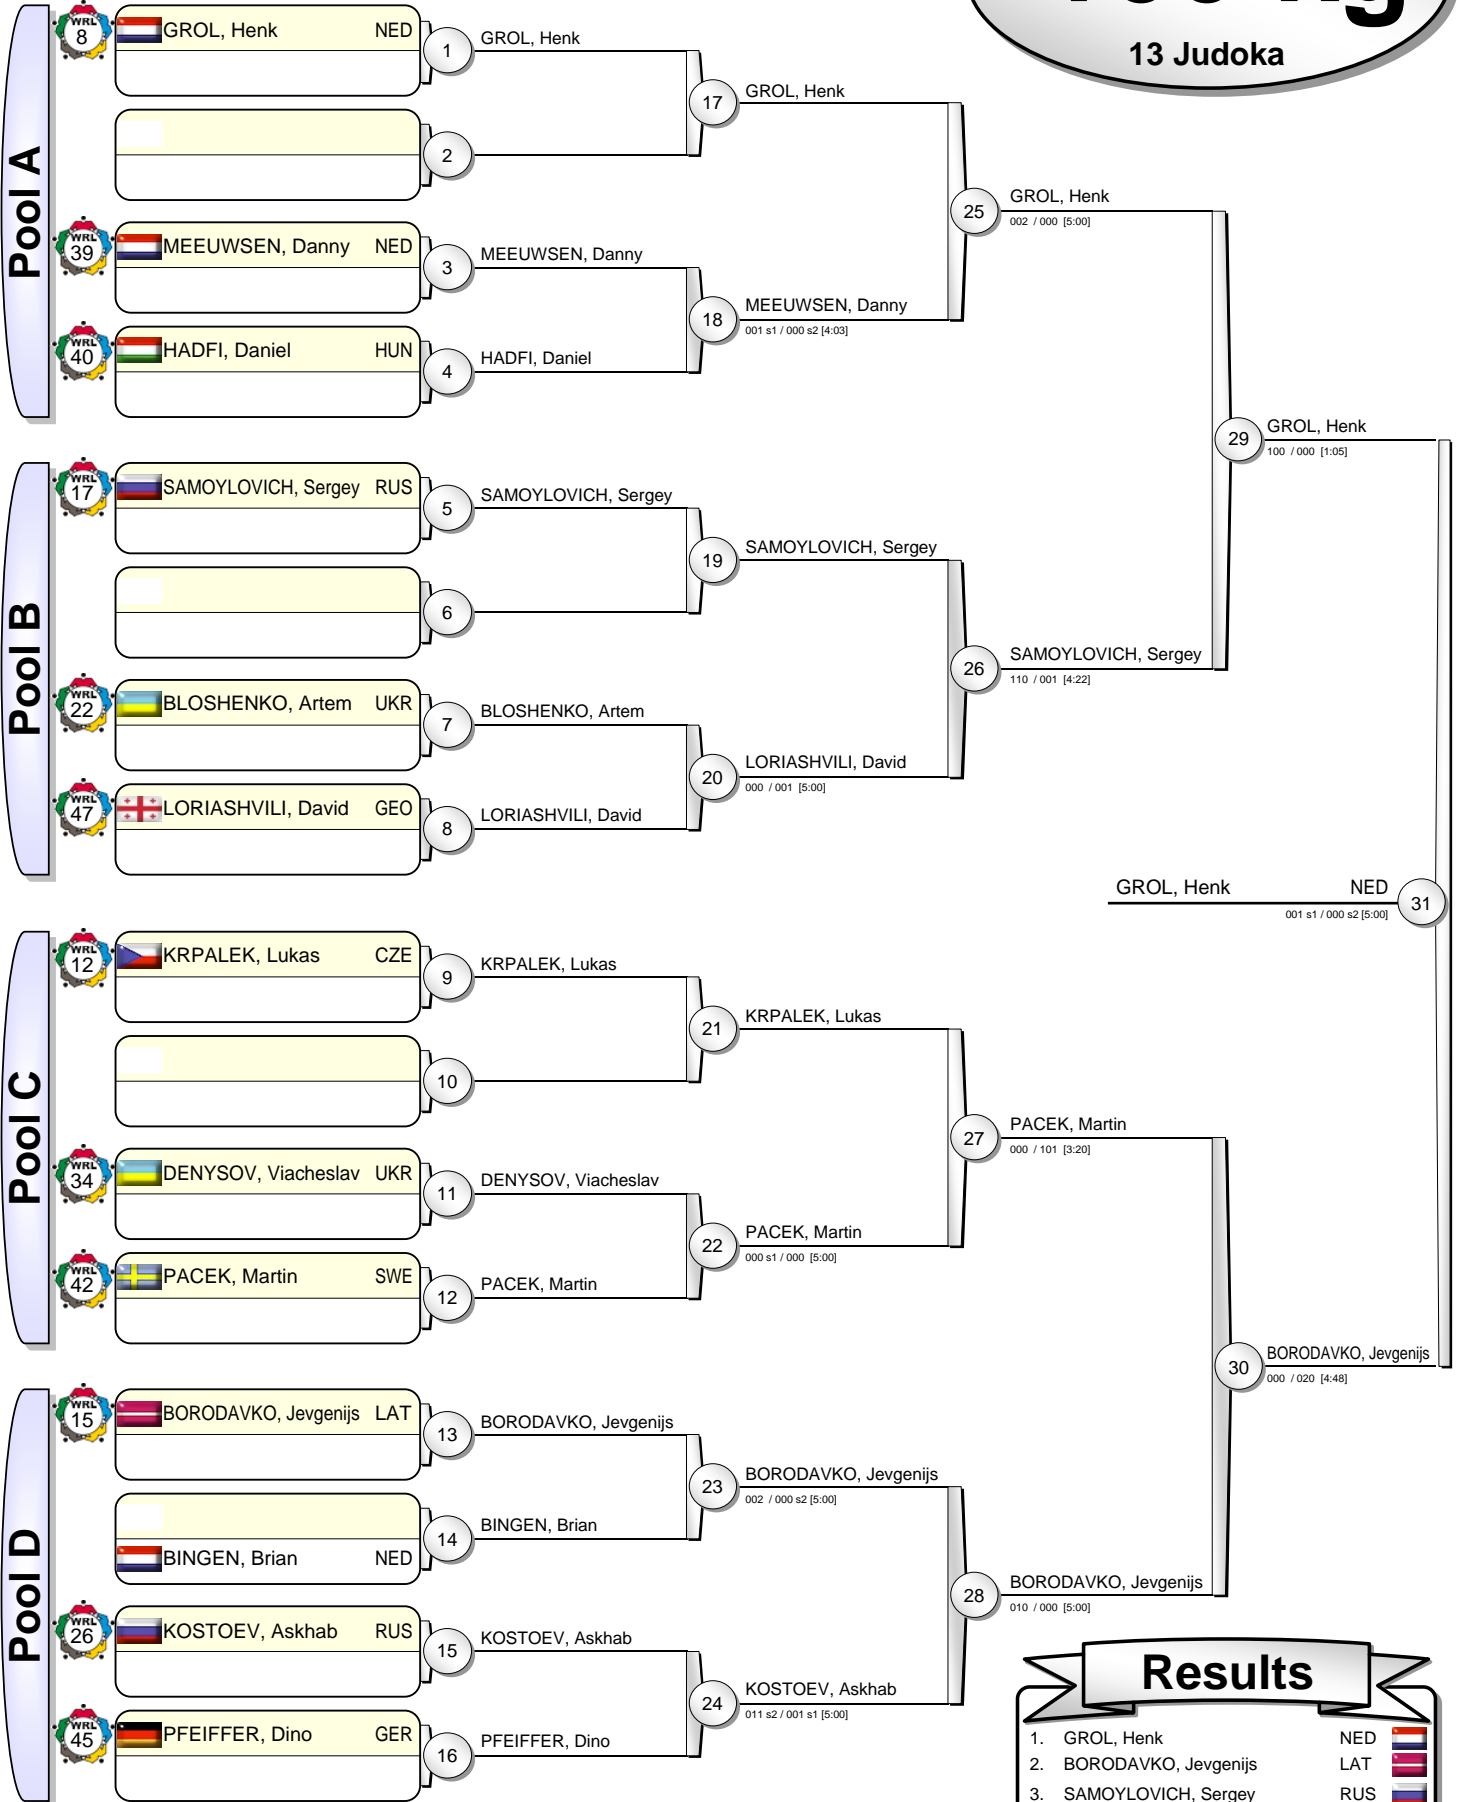 13 Judoka
Pool A
WRL 8 GROL, Henk NED
1 GROL, Henk
2
17 GROL, Henk
WRL 39 MEEUWSEN, Danny NED
3 MEEUWSEN, Danny
WRL 40 HADFI, Daniel HUN
4 HADFI, Daniel
18 MEEUWSEN, Danny
001 s1 / 000 s2 [4:03]
25 GROL, Henk
002 / 000 [5:00]
Pool B
WRL 17 SAMOYLOVICH, Sergey RUS
5 SAMOYLOVICH, Sergey
6
19 SAMOYLOVICH, Sergey
WRL 22 BLOSHENKO, Artem UKR
7 BLOSHENKO, Artem
WRL 47 LORIASHVILI, David GEO
8 LORIASHVILI, David
20 LORIASHVILI, David
000 / 001 [5:00]
26 SAMOYLOVICH, Sergey
110 / 001 [4:22]
29 GROL, Henk
100 / 000 [1:05]
GROL, Henk NED 31
001 s1 / 000 s2 [5:00]
Pool C
WRL 12 KRPALEK, Lukas CZE
9 KRPALEK, Lukas
10
21 KRPALEK, Lukas
WRL 34 DENYSOV, Viacheslav UKR
11 DENYSOV, Viacheslav
WRL 42 PACEK, Martin SWE
12 PACEK, Martin
22 PACEK, Martin
000 s1 / 000 [5:00]
27 PACEK, Martin
000 / 101 [3:20]
Pool D
WRL 15 BORODAVKO, Jevgenijs LAT
13 BORODAVKO, Jevgenijs
BINGEN, Brian NED
14 BINGEN, Brian
23 BORODAVKO, Jevgenijs
002 / 000 s2 [5:00]
WRL 26 KOSTOEV, Askhab RUS
15 KOSTOEV, Askhab
WRL 45 PFEIFFER, Dino GER
16 PFEIFFER, Dino
24 KOSTOEV, Askhab
011 s2 / 001 s1 [5:00]
28 BORODAVKO, Jevgenijs
010 / 000 [5:00]
30 BORODAVKO, Jevgenijs
000 / 020 [4:48]
Results
1. GROL, Henk NED
2. BORODAVKO, Jevgenijs LAT
3. SAMOYLOVICH, Sergey RUS